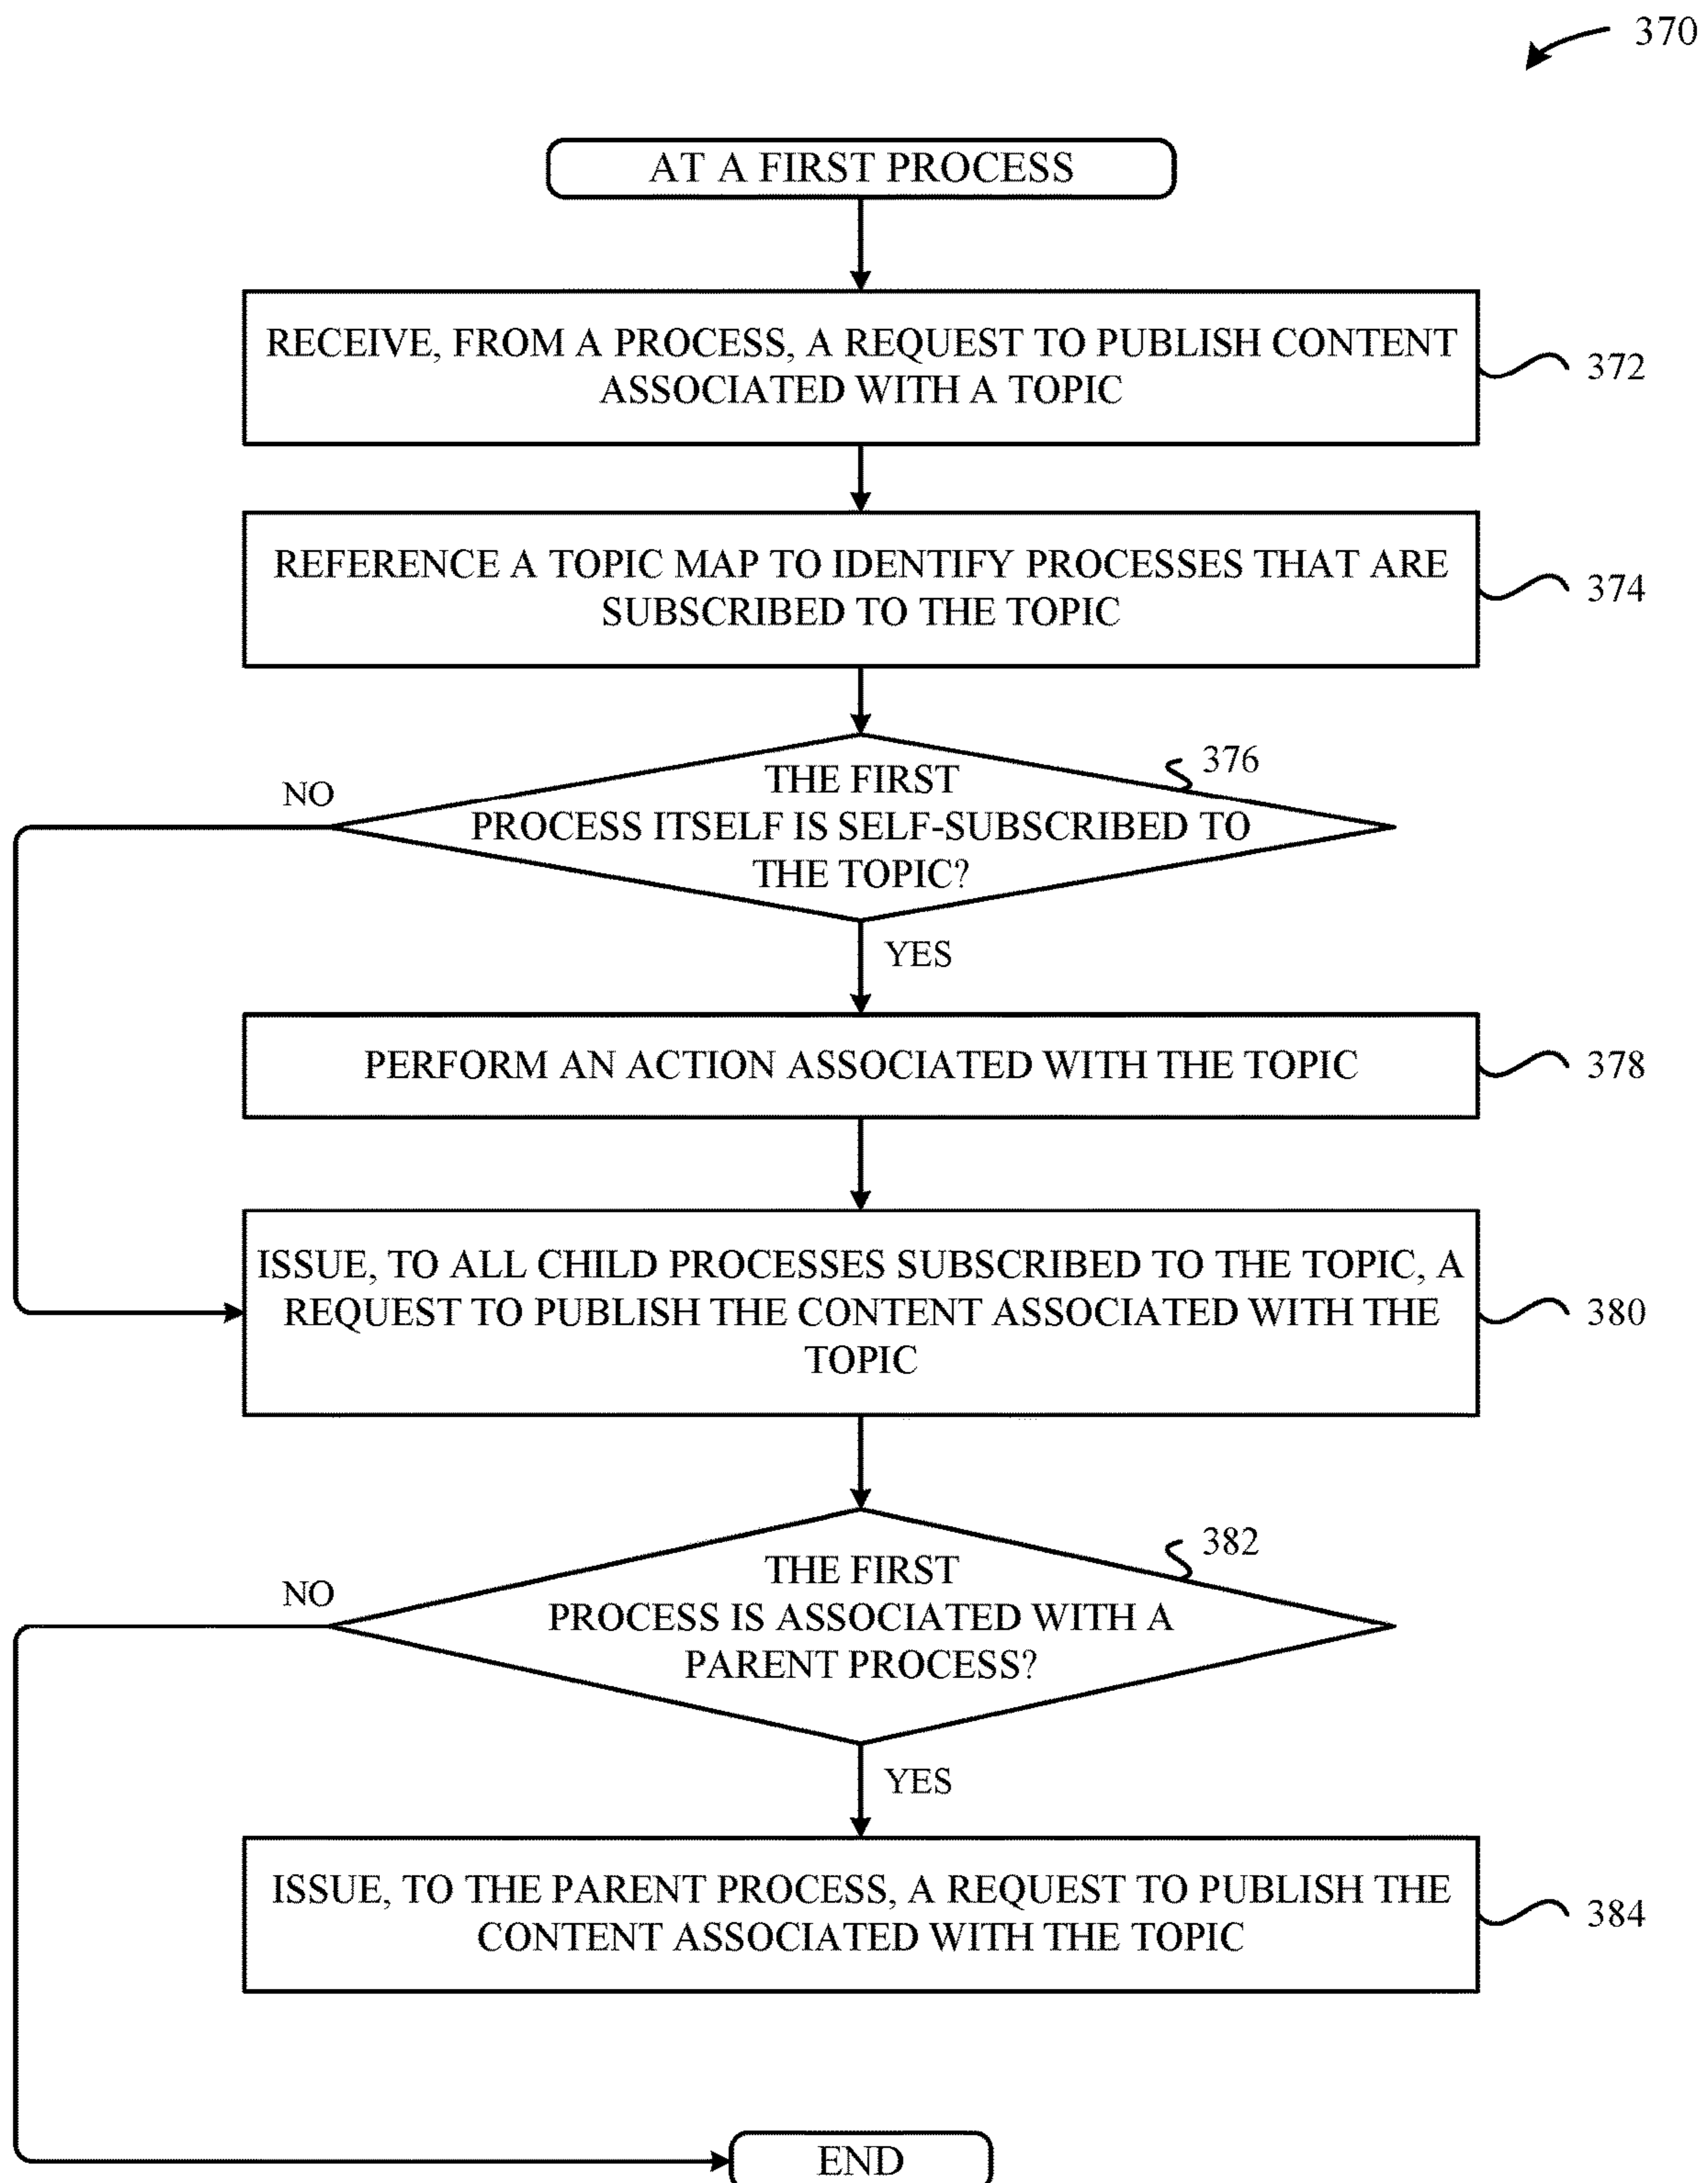 370
AT A FIRST PROCESS
RECEIVE, FROM A PROCESS, A REQUEST TO PUBLISH CONTENT
ASSOCIATED WITH A TOPIC
372
REFERENCE A TOPIC MAP TO IDENTIFY PROCESSES THAT ARE
SUBSCRIBED TO THE TOPIC
374
376
NO
THE FIRST
PROCESS ITSELF IS SELF-SUBSCRIBED TO
THE TOPIC?
YES
PERFORM AN ACTION ASSOCIATED WITH THE TOPIC
378
ISSUE, TO ALL CHILD PROCESSES SUBSCRIBED TO THE TOPIC, A
REQUEST TO PUBLISH THE CONTENT ASSOCIATED WITH THE
TOPIC
380
382
NO
THE FIRST
PROCESS IS ASSOCIATED WITH A
PARENT PROCESS?
YES
ISSUE, TO THE PARENT PROCESS, A REQUEST TO PUBLISH THE
CONTENT ASSOCIATED WITH THE TOPIC
384
END